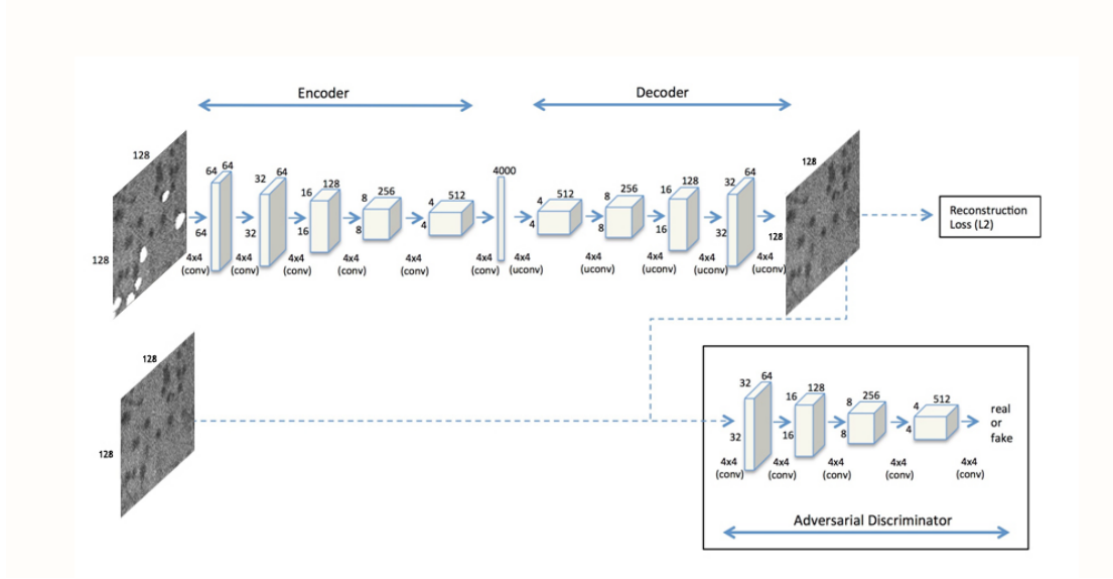 Encoder
Decoder
128
128
64 64
64
4x4
(conv)
32 64
32
4x4
(conv)
16 128
16
4x4
(conv)
8 256
8
4x4
(conv)
4 512
4
4x4
(conv)
4000
4x4
(conv)
4x4
(uconv)
4 512
4
4x4
(uconv)
8 256
8
4x4
(uconv)
16 128
16
4x4
(uconv)
32 64
32
4x4
(uconv)
128
128
Reconstruction
Loss (L2)
128
128
32 64
32
4x4
(conv)
16 128
16
4x4
(conv)
8 256
8
4x4
(conv)
4 512
4
4x4
(conv)
4x4
(conv)
real
or
fake
Adversarial Discriminator